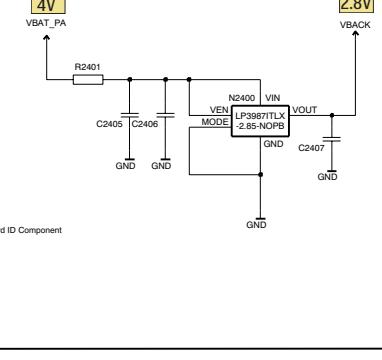 4V
2.8V
VBAT_PA
VBACK
R2401
N2400 VIN
VEN
LP3987ITLX
VOUT
MODE
-2.85-NOPB
C2405
C2406
GND
C2407
GND
GND
GND
GND
d ID Component